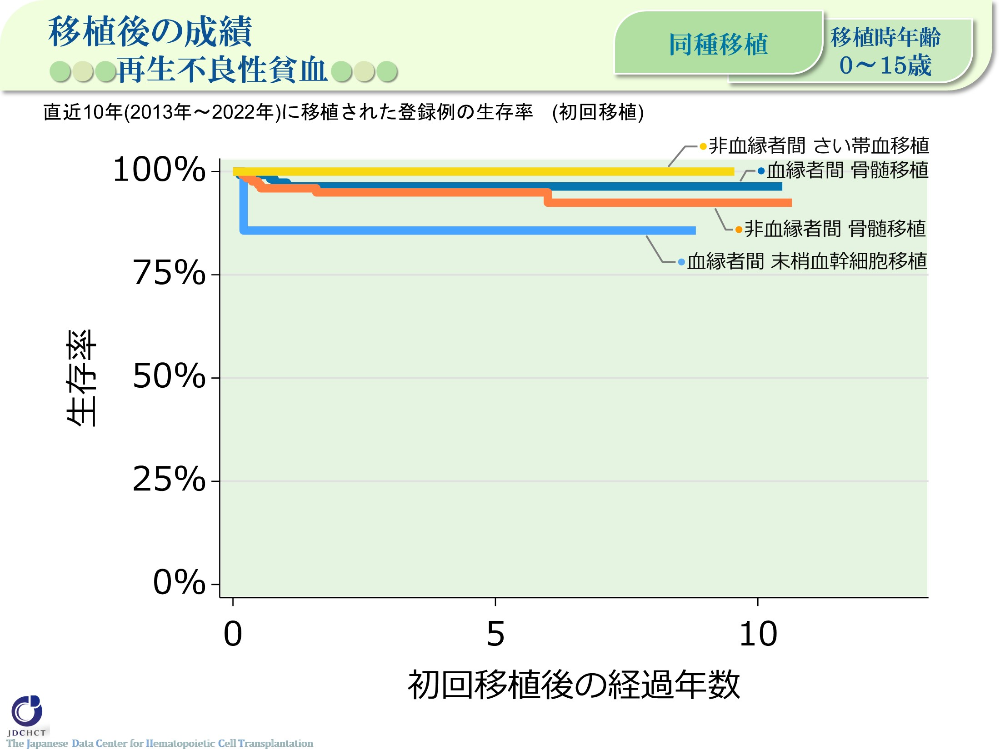 移植後の成績
再生不良性貧血
同種移植
移植時年齢
0～15歳
直近10年(2013年～2022年)に移植された登録例の生存率　(初回移植)
非血縁者間 さい帯血移植
血縁者間 骨髄移植
非血縁者間 骨髄移植
血縁者間 末梢血幹細胞移植
100%
75%
50%
25%
0%
生存率
0
5
10
初回移植後の経過年数
JDCHCT
The Japanese Data Center for Hematopoietic Cell Transplantation